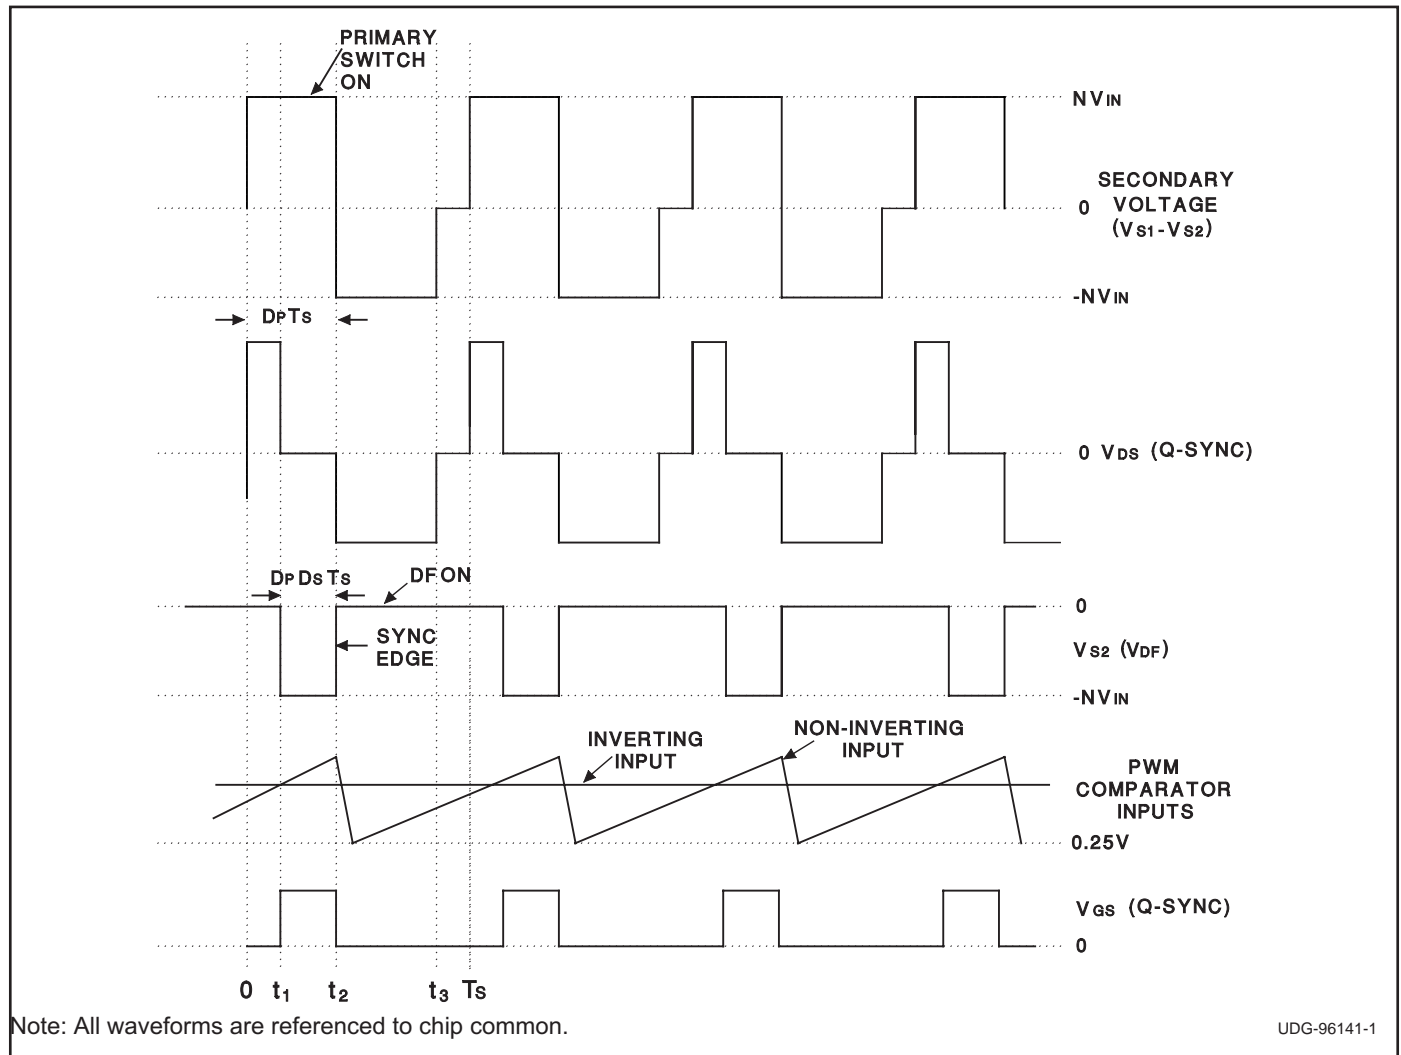 PRIMARY
SWITCH
ON
NVIN
SECONDARY
0 VOLTAGE
(VS1-VS2)
-NVIN
DPTS
0 VDS (Q-SYNC)
DPDSTS
DF ON
0
SYNC
EDGE
VS2 (VDF)
-NVIN
INVERTING
INPUT
NON-INVERTING
INPUT
PWM
COMPARATOR
INPUTS
0.25V
VGS (Q-SYNC)
0
0 t1 t2 t3 TS
Note: All waveforms are referenced to chip common.
UDG-96141-1